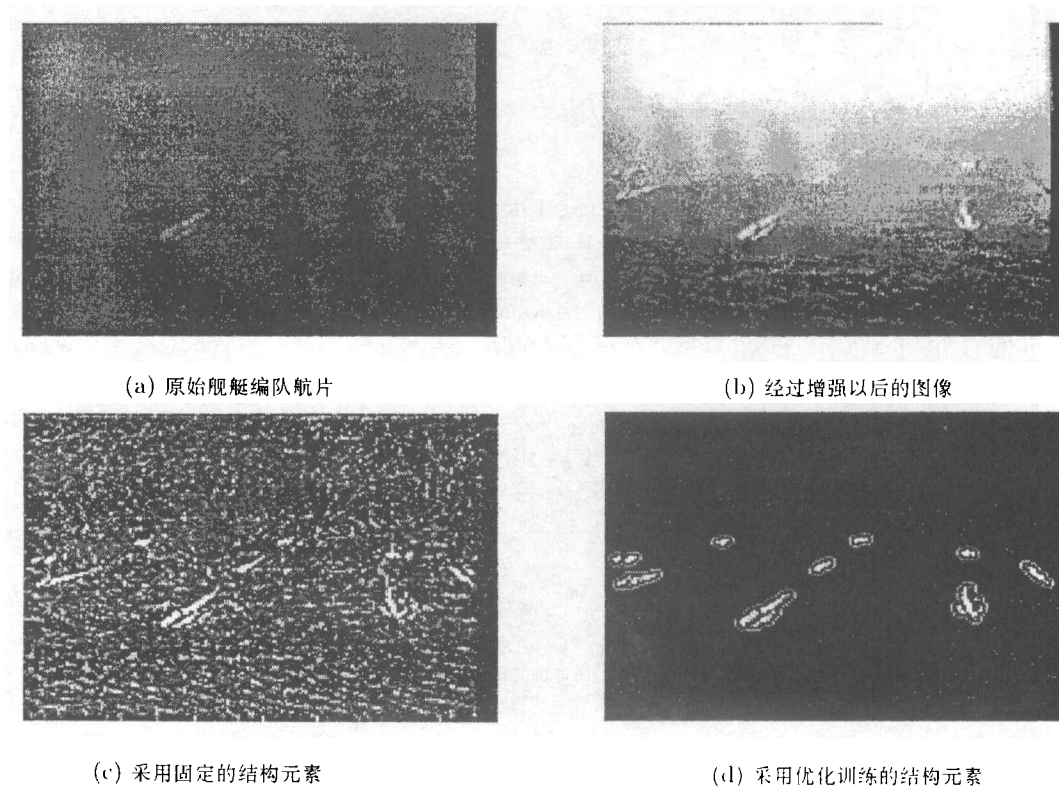 (a) 原始舰艇编队航片
(b) 经过增强以后的图像
(c) 采用固定的结构元素
(d) 采用优化训练的结构元素